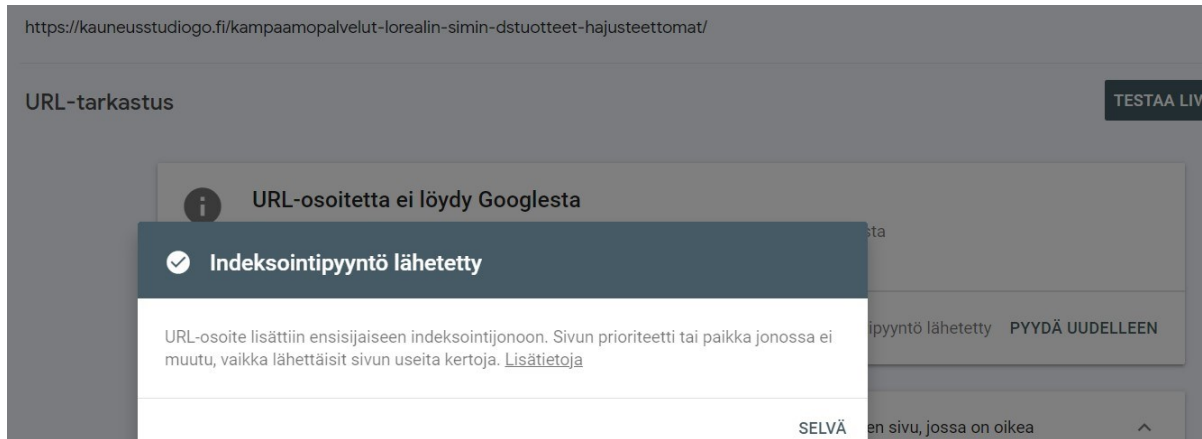 https://kauneusstudiogo.fi/kampaamopalvelut-lorealin-simin-dstuotteet-hajusteettomat/
URL-tarkastus
TESTAA LIV
URL-osoitetta ei löydy Googlesta
sta
Indeksointipyyntö lähetetty
URL-osoite lisättiin ensisijaiseen indeksointijonoon. Sivun prioriteetti tai paikka jonossa ei
muutu, vaikka lähettäisit sivun useita kertoja. Lisätietoja
ipyyntö lähetetty PYYDÄ UUDELLEEN
SELVÄ
en sivu, jossa on oikea